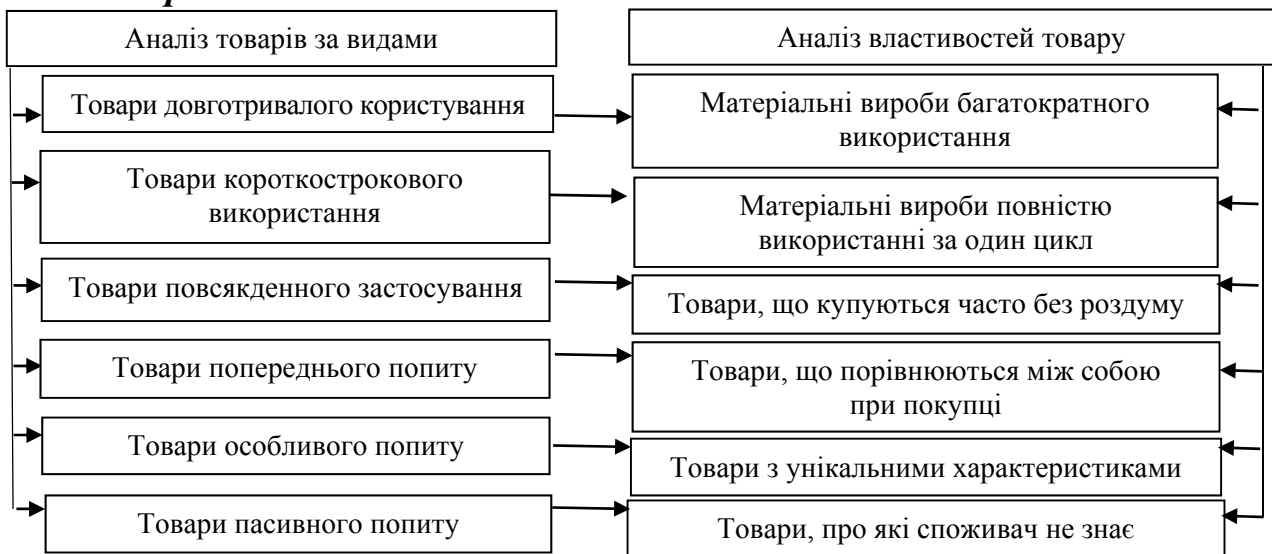 Аналіз товарів за видами
Аналіз властивостей товару
Товари довготривалого користування
Матеріальні вироби багатократного
використання
Товари короткострокового
використання
Матеріальні вироби повністю
використанні за один цикл
Товари повсякденного застосування
Товари, що купуються часто без роздуму
Товари попереднього попиту
Товари, що порівнюються між собою
при покупці
Товари особливого попиту
Товари з унікальними характеристиками
Товари пасивного попиту
Товари, про які споживач не знає